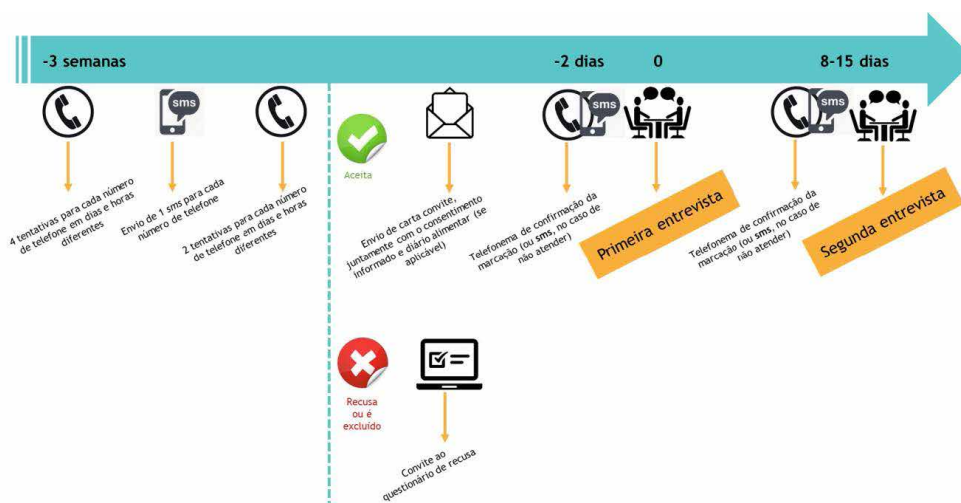 -3 semanas
-2 dias
0
8-15 dias
sms
sms
sms
4 tentativas para cada número
de telefone em dias e horas
diferentes
Envio de 1 sms para cada
número de telefone
2 tentativas para cada número
de telefone em dias e horas
diferentes
Aceita
Envio de carta convite,
juntamente com o consentimento
informado e diário alimentar (se
aplicável)
Telefonema de confirmação da
marcação (ou sms, no caso de
não atender)
Primeira entrevista
Telefonema de confirmação da
marcação (ou sms, no caso de
não atender)
Segunda entrevista
Recusa
ou é
excluído
Convite ao
questionário de recusa